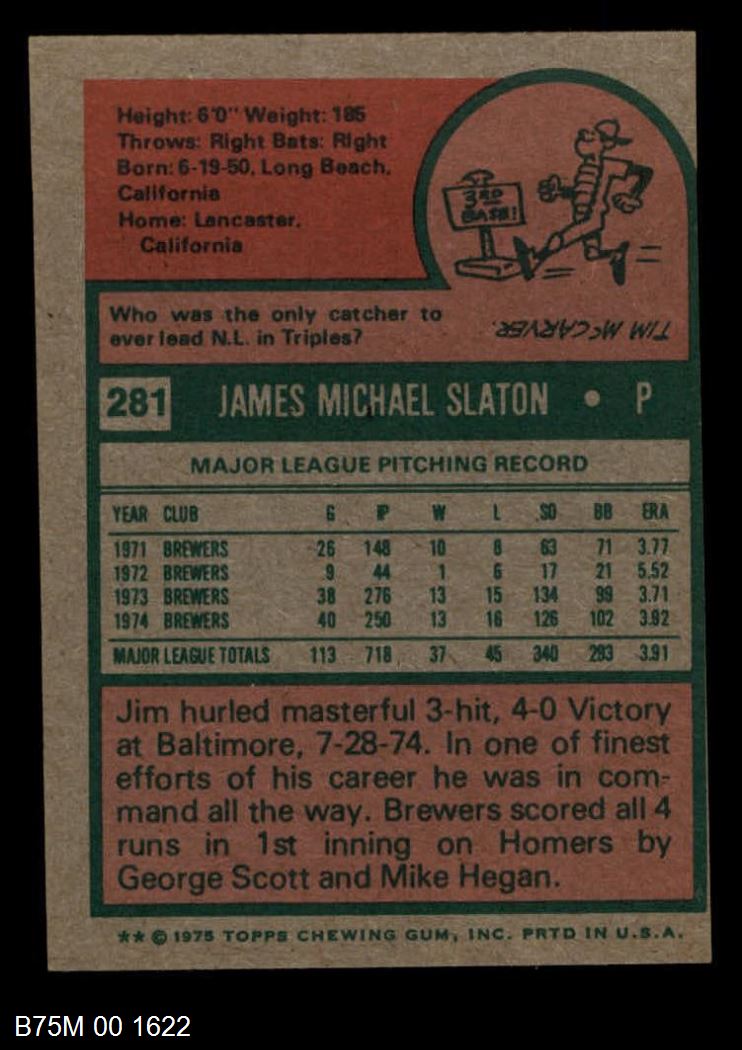 Height: 6'0" Weight: 185
Throws: Right Bats: Right
Born: 6-19-50, Long Beach,
California
Home: Lancaster,
California
3RD
BASE!
Who was the only catcher to
ever lead N.L. in Triples?
TIM McCARVER.
281 JAMES MICHAEL SLATON • P
MAJOR LEAGUE PITCHING RECORD
YEAR CLUB G IP W L SO BB ERA
1971 BREWERS 26 148 10 8 63 71 3.77
1972 BREWERS 9 44 1 6 17 21 5.52
1973 BREWERS 38 276 13 15 134 99 3.71
1974 BREWERS 40 250 13 16 126 102 3.92
MAJOR LEAGUE TOTALS 113 718 37 45 340 293 3.91
Jim hurled masterful 3-hit, 4-0 Victory
at Baltimore, 7-28-74. In one of finest
efforts of his career he was in com-
mand all the way. Brewers scored all 4
runs in 1st inning on Homers by
George Scott and Mike Hegan.
** © 1975 TOPPS CHEWING GUM, INC. PRTD IN U.S.A.
B75M 00 1622